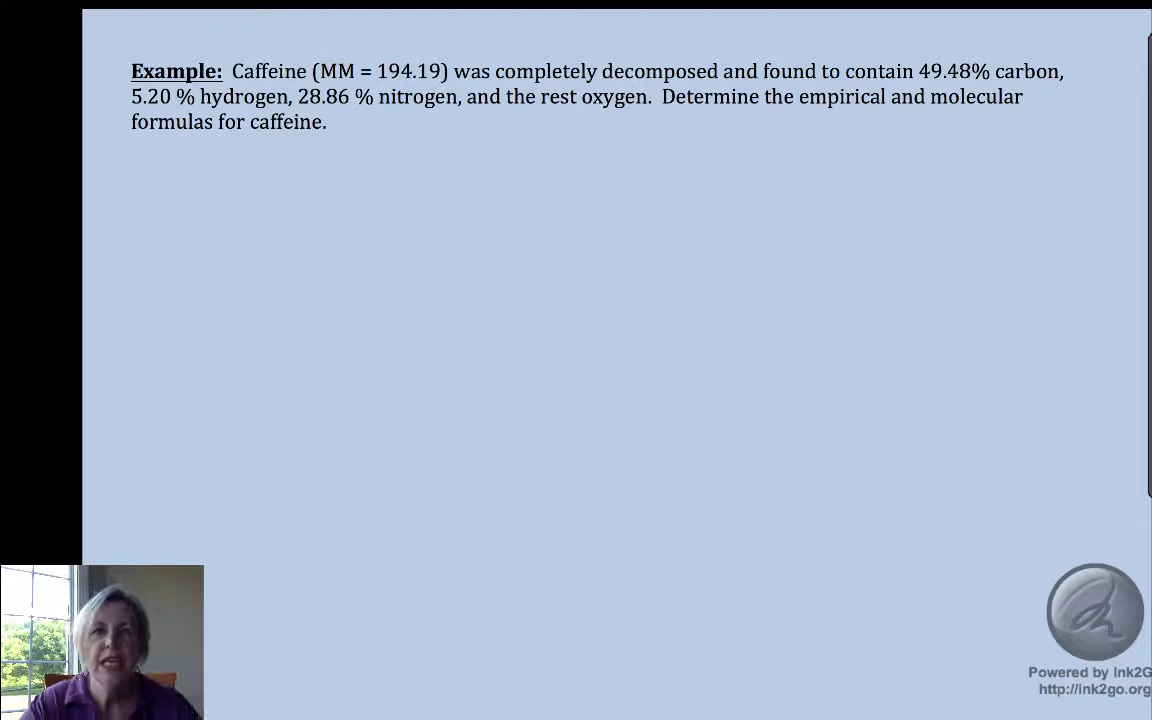 Example: Caffeine (MM = 194.19) was completely decomposed and found to contain 49.48% carbon,
5.20 % hydrogen, 28.86 % nitrogen, and the rest oxygen. Determine the empirical and molecular
formulas for caffeine.
Powered by Ink2G
http://ink2go.org